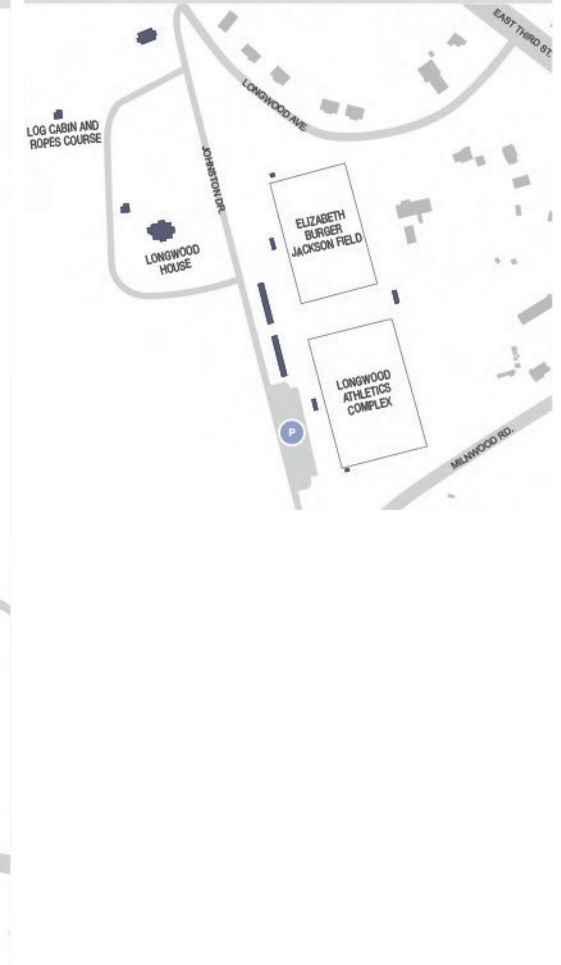 EAST THIRD ST.
LONGWOOD AVE.
LOG CABIN AND
ROPES COURSE
JOHNSTON DR.
ELIZABETH
BURGER
JACKSON FIELD
LONGWOOD
HOUSE
LONGWOOD
ATHLETICS
COMPLEX
P
MILNWOOD RD.